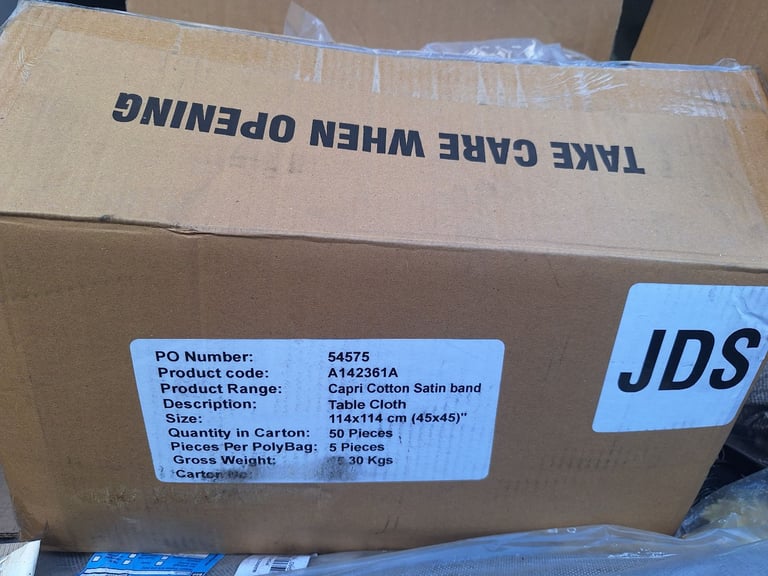 TAKE CARE WHEN OPENING
JDS
PO Number: 54575
Product code: A142361A
Product Range: Capri Cotton Satin band
Description: Table Cloth
Size: 114x114 cm (45x45)"
Quantity in Carton: 50 Pieces
Pieces Per PolyBag: 5 Pieces
Gross Weight: 30 Kgs
Carton No: